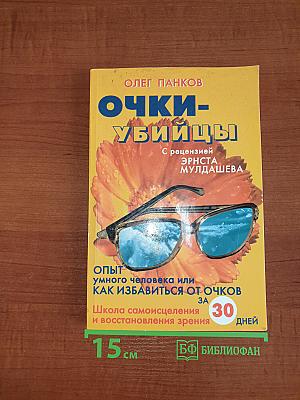 ОЛЕГ ПАНКОВ
ОЧКИ-
УБИЙЦЫ
С рецензией
ЭРНСТА
МУЛДАШЕВА
ОПЫТ
умного человека или
КАК ИЗБАВИТЬСЯ ОТ ОЧКОВ
ЗА
30
ДНЕЙ
Школа самоисцеления
и восстановления зрения
15 см
БФ БИБЛИОФАН